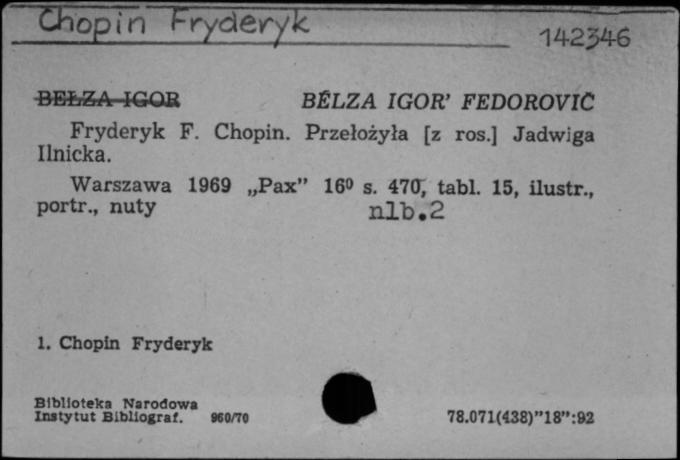 Chopin Fryderyk
142346
BEŁZA IGOR BÈLZA IGOR' FEDOROVIČ
Fryderyk F. Chopin. Przełożyła [z ros.] Jadwiga
Ilnicka.
Warszawa 1969 „Pax” 16⁰ s. 470, tabl. 15, ilustr.,
portr., nuty nlb.2
1. Chopin Fryderyk
Biblioteka Narodowa
Instytut Bibliograf. 960/70 78.071(438)”18”:92